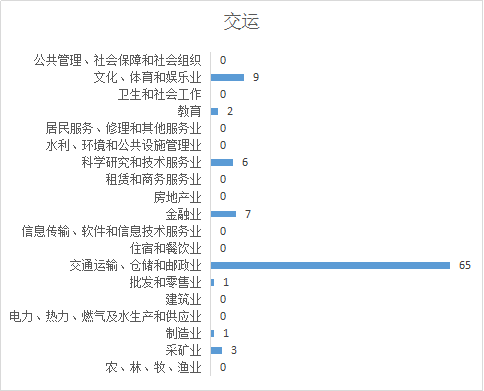 交运
公共管理、社会保障和社会组织 0
文化、体育和娱乐业 9
卫生和社会工作 0
教育 2
居民服务、修理和其他服务业 0
水利、环境和公共设施管理业 0
科学研究和技术服务业 6
租赁和商务服务业 0
房地产业 0
金融业 7
信息传输、软件和信息技术服务业 0
住宿和餐饮业 0
交通运输、仓储和邮政业 65
批发和零售业 1
建筑业 0
电力、热力、燃气及水生产和供应业 0
制造业 1
采矿业 3
农、林、牧、渔业 0